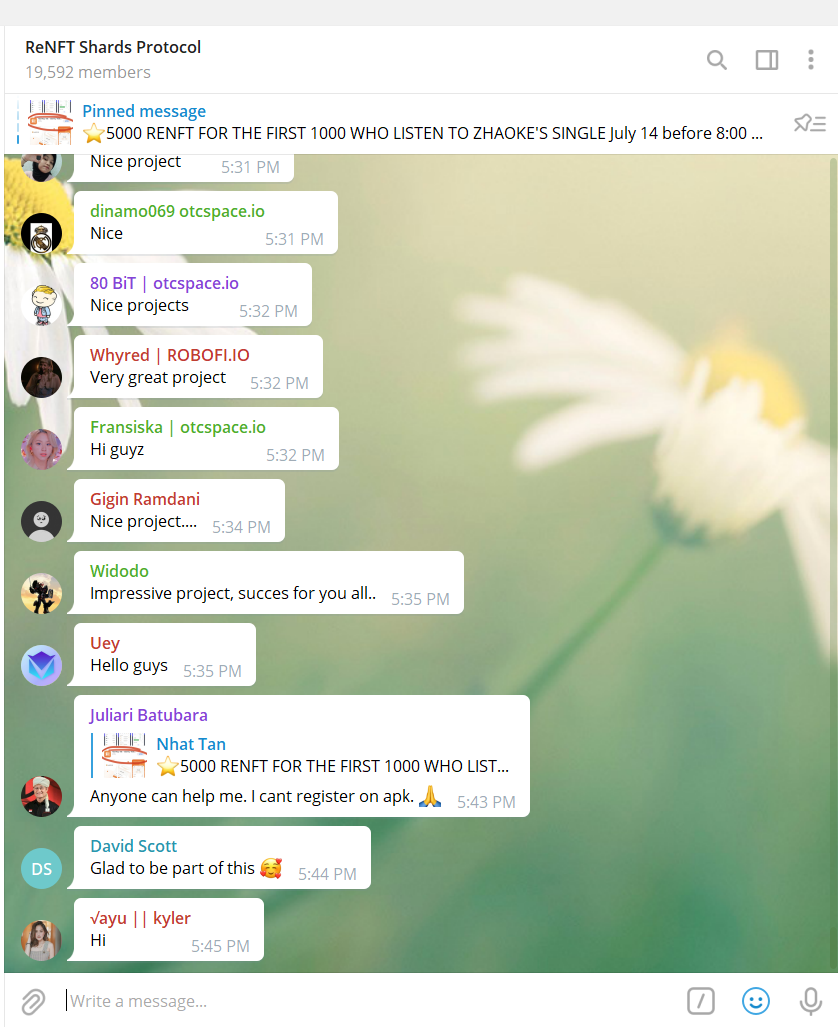 ReNFT Shards Protocol
19,592 members
Pinned message
⭐5000 RENFT FOR THE FIRST 1000 WHO LISTEN TO ZHAOKE'S SINGLE July 14 before 8:00 ...
Nice project 5:31 PM
dinamo069 otcspace.io
Nice 5:31 PM
80 BiT | otcspace.io
Nice projects 5:32 PM
Whyred | ROBOFI.IO
Very great project 5:32 PM
Fransiska | otcspace.io
Hi guyz 5:32 PM
Gigin Ramdani
Nice project.... 5:34 PM
Widodo
Impressive project, succes for you all.. 5:35 PM
Uey
Hello guys 5:35 PM
Juliari Batubara
Nhat Tan
⭐5000 RENFT FOR THE FIRST 1000 WHO LIST...
Anyone can help me. I cant register on apk. 🙏 5:43 PM
DS
David Scott
Glad to be part of this 🥰 5:44 PM
√ayu || kyler
Hi 5:45 PM
Write a message...